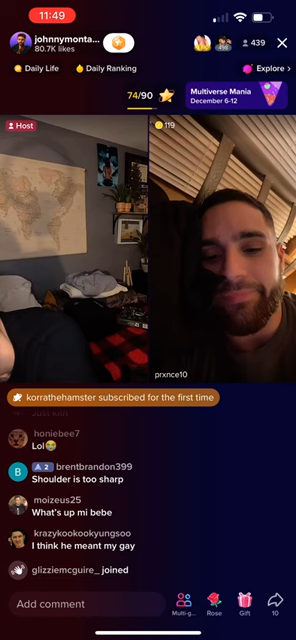 11:49
johnnymonta...
80.7K likes
456
439
Daily Life
Daily Ranking
Explore >
74/90
Multiverse Mania
December 6-12
Host
119
prxnce10
korrathehamster subscribed for the first time
honiebee7
Lol😭
B
2 brentbrandon399
Shoulder is too sharp
moizeus25
What's up mi bebe
krazykookookyungsoo
I think he meant my gay
glizziemcguire_ joined
Add comment
Multi-g...
Rose
Gift
10